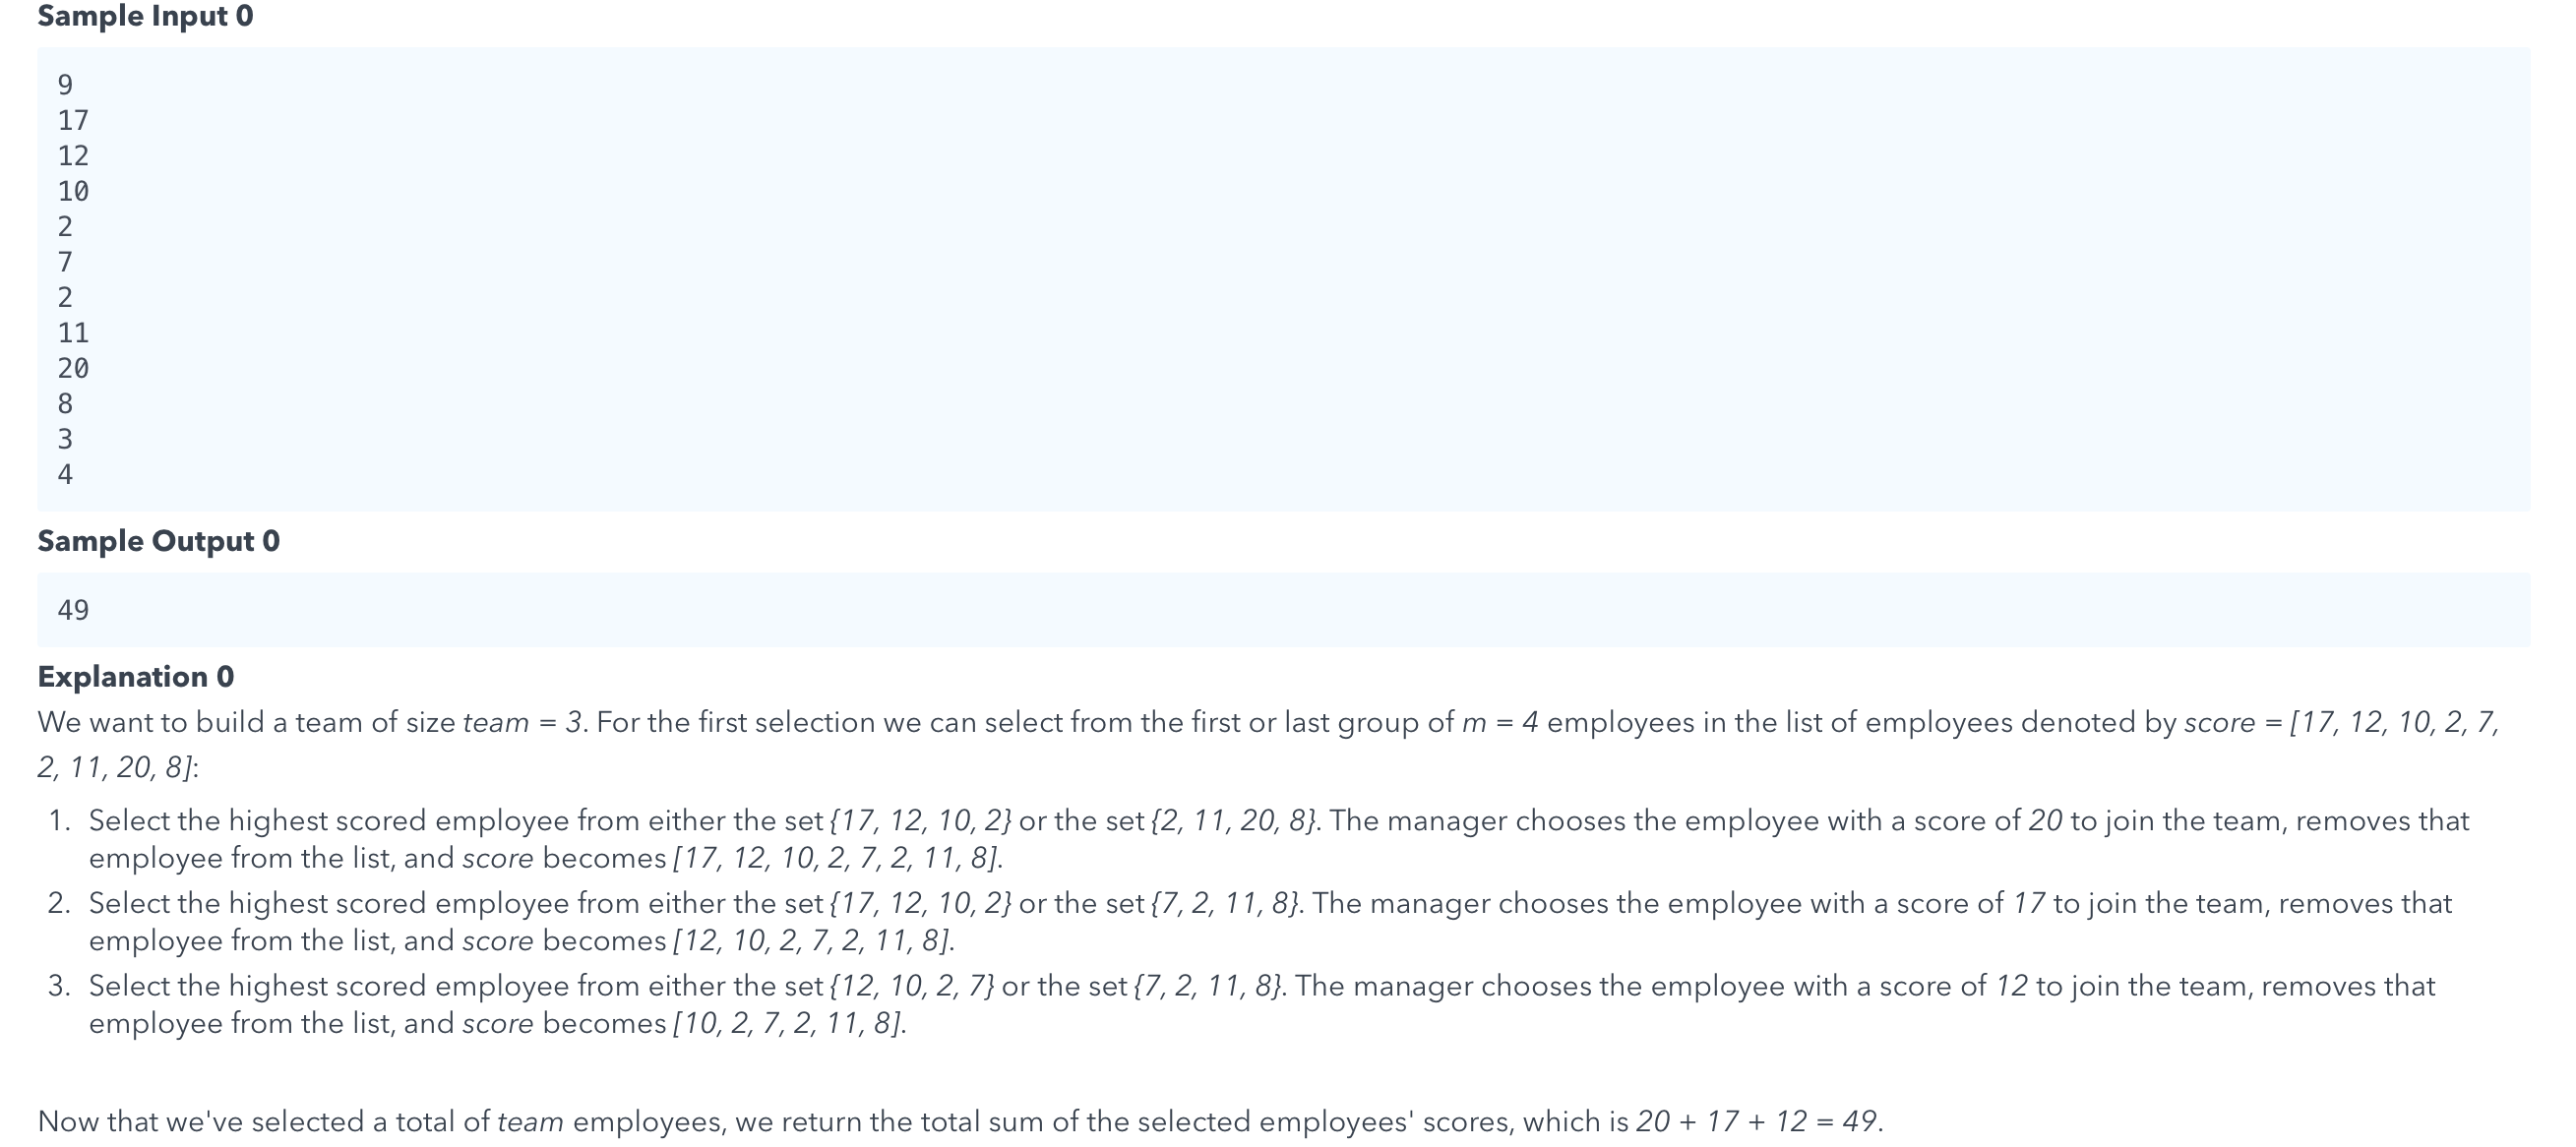 Sample Input 0
9
17
12
10
2
7
2
11
20
8
3
4
Sample Output 0
49
Explanation 0
We want to build a team of size team = 3. For the first selection we can select from the first or last group of m = 4 employees in the list of employees denoted by score = [17, 12, 10, 2, 7,
2, 11, 20, 8]:
1. Select the highest scored employee from either the set {17, 12, 10, 2} or the set {2, 11, 20, 8}. The manager chooses the employee with a score of 20 to join the team, removes that
employee from the list, and score becomes [17, 12, 10, 2, 7, 2, 11, 8].
2. Select the highest scored employee from either the set {17, 12, 10, 2} or the set {7, 2, 11, 8}. The manager chooses the employee with a score of 17 to join the team, removes that
employee from the list, and score becomes [12, 10, 2, 7, 2, 11, 8].
3. Select the highest scored employee from either the set {12, 10, 2, 7} or the set {7, 2, 11, 8}. The manager chooses the employee with a score of 12 to join the team, removes that
employee from the list, and score becomes [10, 2, 7, 2, 11, 8].
Now that we've selected a total of team employees, we return the total sum of the selected employees' scores, which is 20 + 17 + 12 = 49.